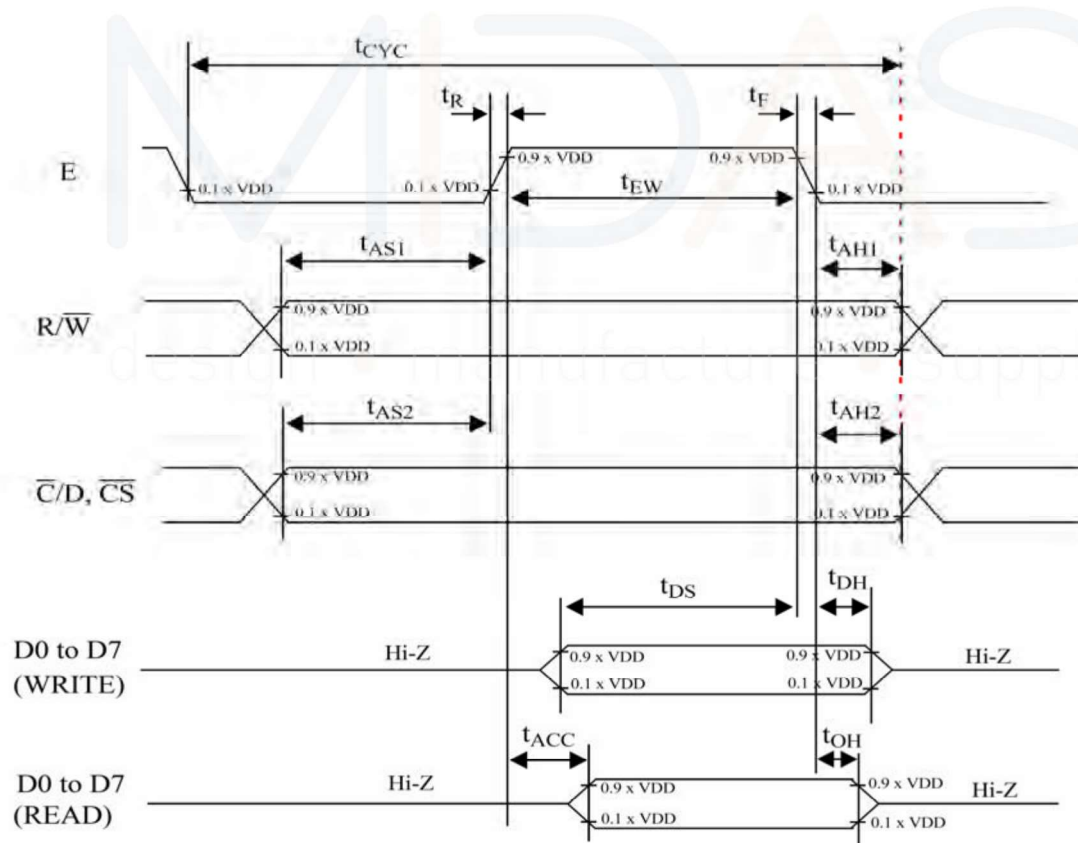 MIDAS
design • manufacture • suppl
tCYC
tR tF
E 0.1 x VDD 0.1 x VDD 0.9 x VDD 0.9 x VDD 0.1 x VDD
tEW
tAS1 tAH1
R/W̅ 0.9 x VDD 0.9 x VDD
0.1 x VDD 0.1 x VDD
tAS2 tAH2
C̅/D, C̅S̅ 0.9 x VDD 0.9 x VDD
0.1 x VDD 0.1 x VDD
tDS tDH
D0 to D7 Hi-Z 0.9 x VDD 0.9 x VDD Hi-Z
(WRITE) 0.1 x VDD 0.1 x VDD
tACC tOH
D0 to D7 Hi-Z 0.9 x VDD 0.9 x VDD Hi-Z
(READ) 0.1 x VDD 0.1 x VDD